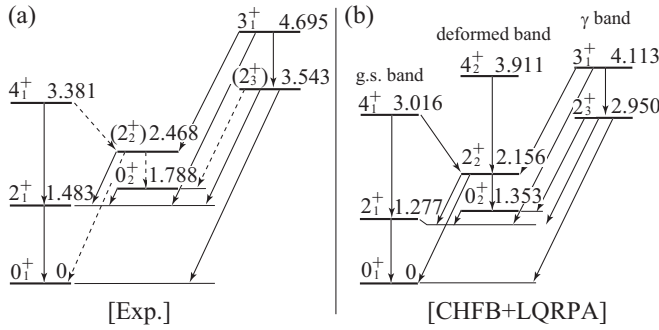 (a)
3₁⁺ 4.695
(2₃⁺) 3.543
4₁⁺ 3.381
(2₂⁺) 2.468
0₂⁺ 1.788
2₁⁺ 1.483
0₁⁺ 0
[Exp.]
(b)
γ band
deformed band
g.s. band
3₁⁺ 4.113
4₂⁺ 3.911
4₁⁺ 3.016
2₃⁺ 2.950
2₂⁺ 2.156
0₂⁺ 1.353
2₁⁺ 1.277
0₁⁺ 0
[CHFB+LQRPA]